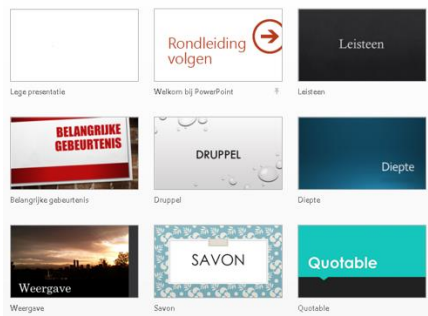 Rondleiding
volgen
Leisteen
Lege presentatie
Welkom bij PowerPoint
Leisteen
BELANGRIJKE
GEBEURTENIS
DRUPPEL
Diepte
Belangrijke gebeurtenis
Druppel
Diepte
Weergave
SAVON
Quotable
Weergave
Savon
Quotable